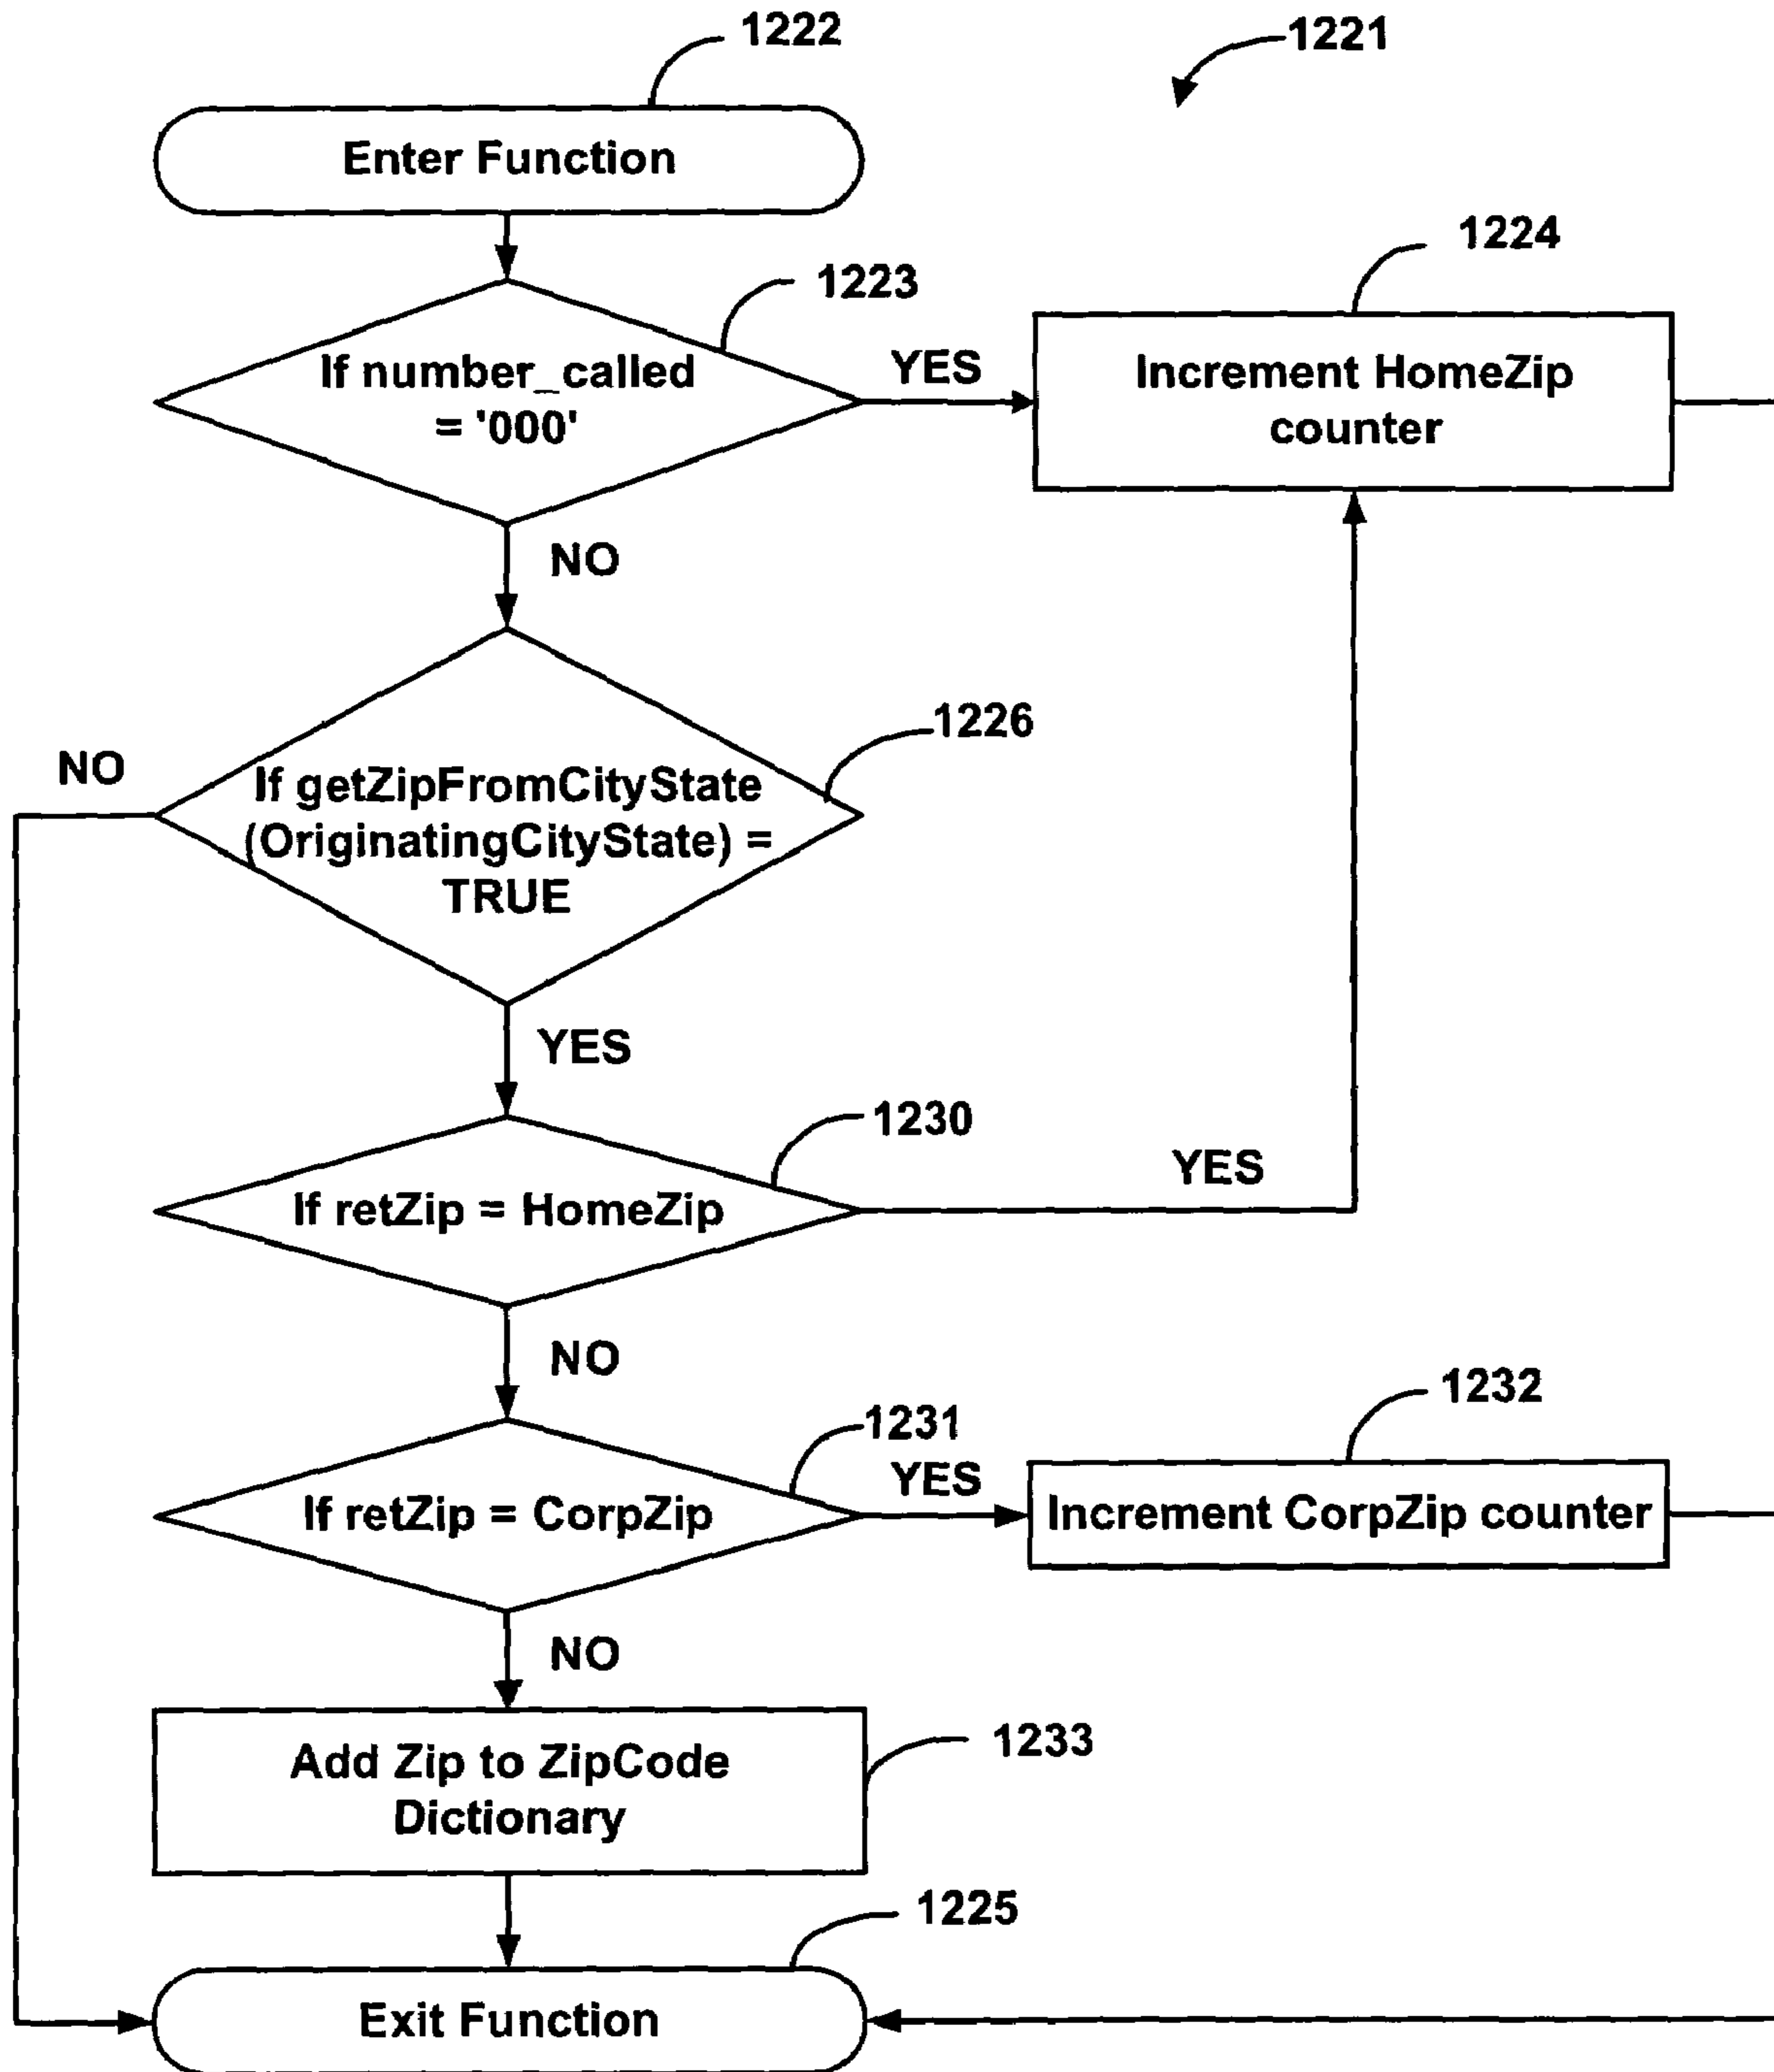 1222
1221
Enter Function
1223
1224
If number_called
= '000'
YES
Increment HomeZip
counter
NO
1226
NO
If getZipFromCityState
(OriginatingCityState) =
TRUE
YES
1230
YES
If retZip = HomeZip
NO
1231
1232
YES
If retZip = CorpZip
Increment CorpZip counter
NO
1233
Add Zip to ZipCode
Dictionary
1225
Exit Function